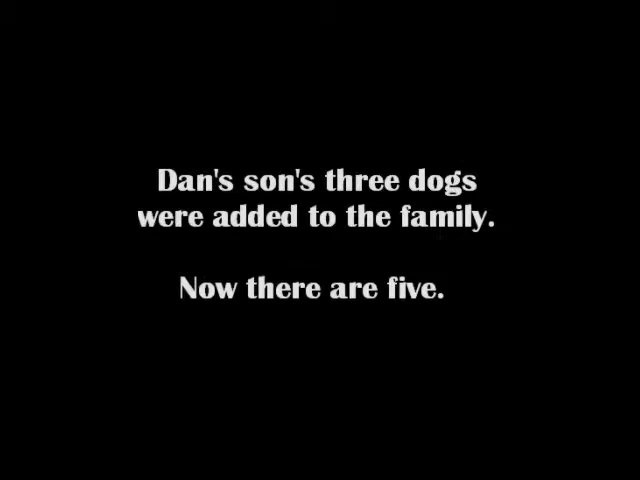 Dan's son's three dogs
were added to the family.
Now there are five.